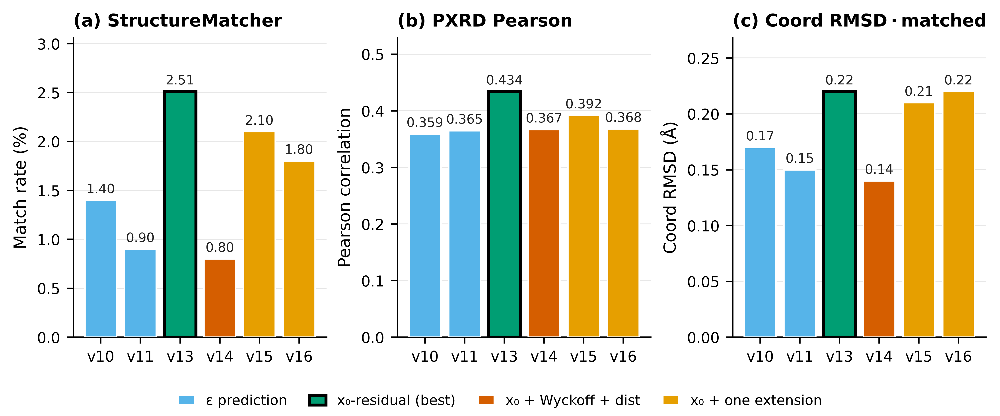 (a) StructureMatcher
Match rate (%)
3.0
2.5
2.0
1.5
1.0
0.5
0.0
1.40
0.90
2.51
0.80
2.10
1.80
v10 v11 v13 v14 v15 v16
(b) PXRD Pearson
Pearson correlation
0.5
0.4
0.3
0.2
0.1
0.0
0.359
0.365
0.434
0.367
0.392
0.368
v10 v11 v13 v14 v15 v16
(c) Coord RMSD · matched
Coord RMSD (Å)
0.25
0.20
0.15
0.10
0.05
0.00
0.17
0.15
0.22
0.14
0.21
0.22
v10 v11 v13 v14 v15 v16
ε prediction
x₀-residual (best)
x₀ + Wyckoff + dist
x₀ + one extension